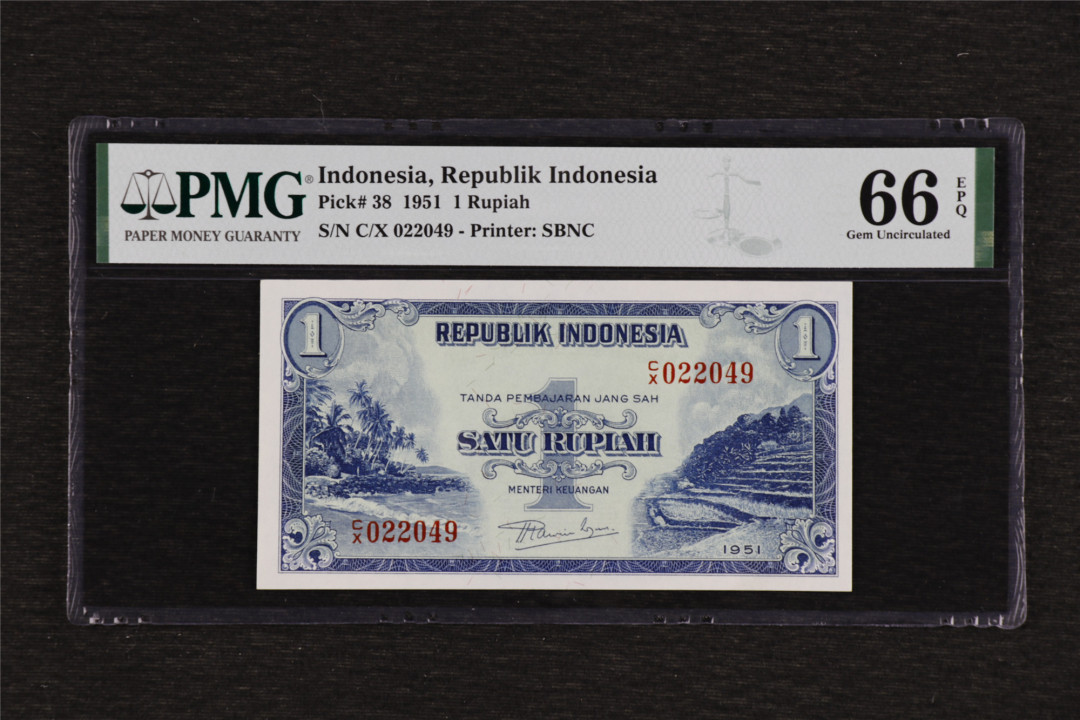 PMG®
PAPER MONEY GUARANTY
Indonesia, Republik Indonesia
Pick# 38 1951 1 Rupiah
S/N C/X 022049 - Printer: SBNC
66 EPQ
Gem Uncirculated
1 1
REPUBLIK INDONESIA
C/X 022049
TANDA PEMBAJARAN JANG SAH
1
SATU RUPIAH
MENTERI KEUANGAN
C/X 022049
1951